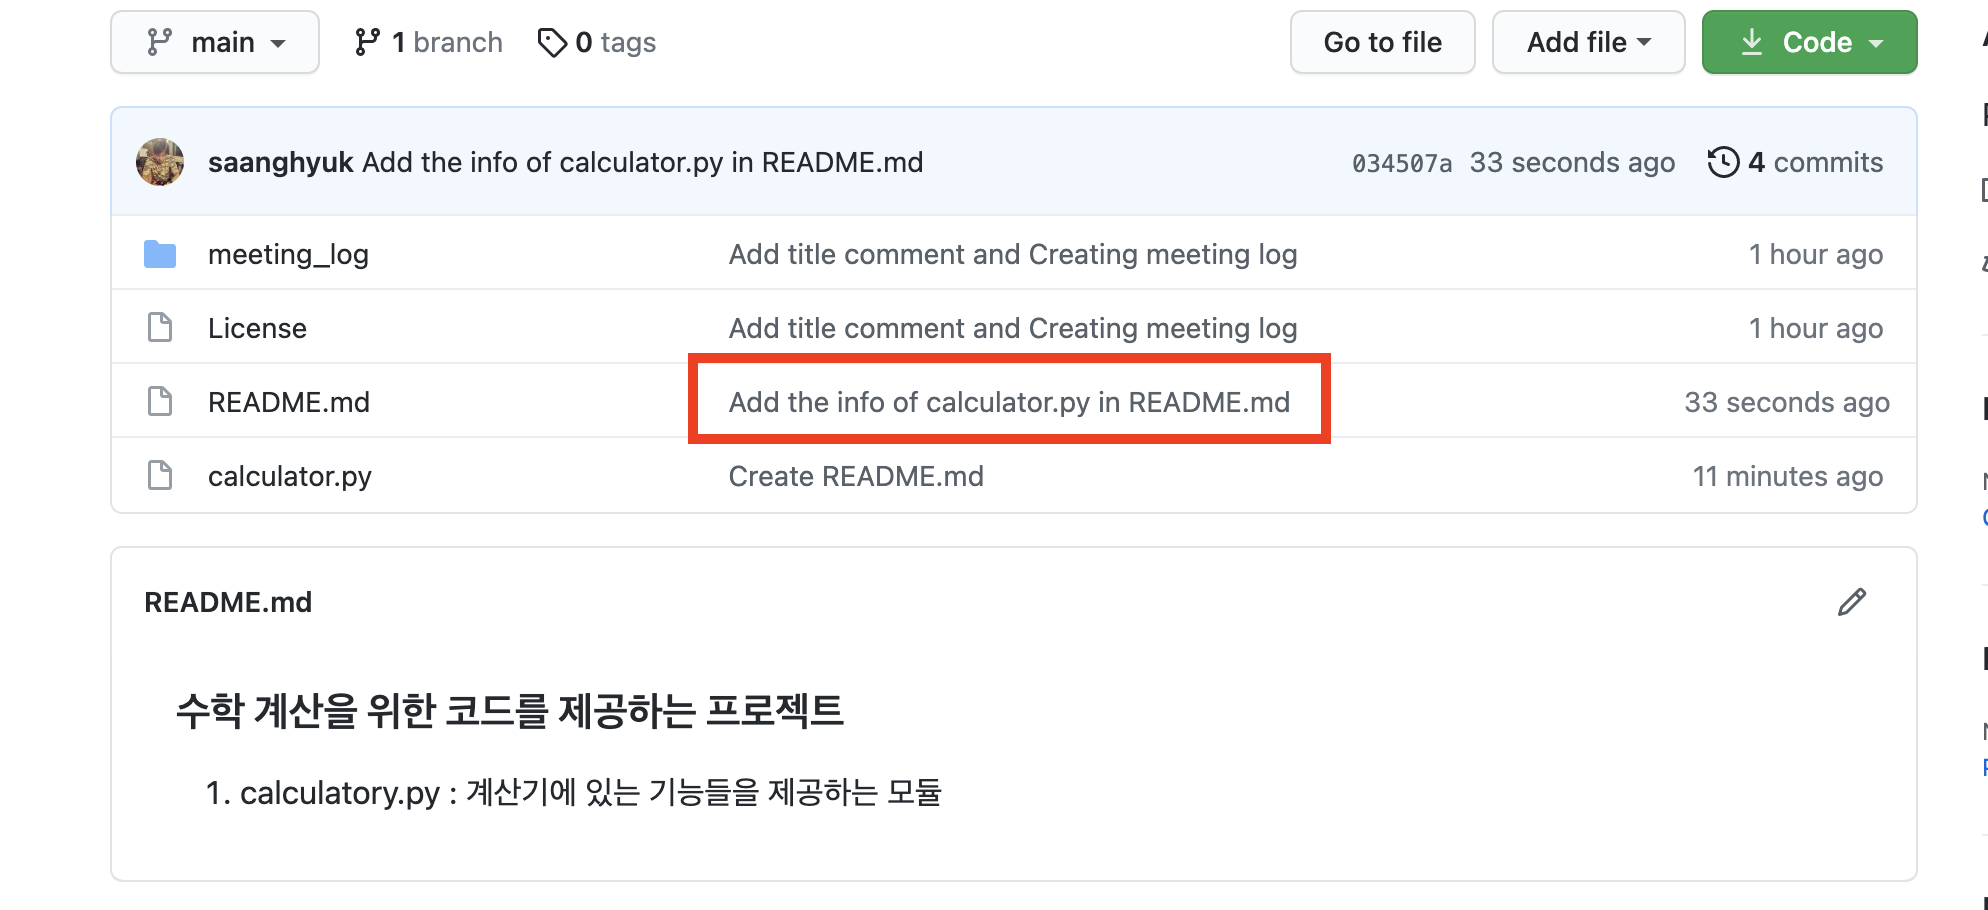 main 1 branch 0 tags Go to file Add file Code
saanghyuk Add the info of calculator.py in README.md 034507a 33 seconds ago 4 commits
meeting_log Add title comment and Creating meeting log 1 hour ago
License Add title comment and Creating meeting log 1 hour ago
README.md Add the info of calculator.py in README.md 33 seconds ago
calculator.py Create README.md 11 minutes ago
README.md
수학 계산을 위한 코드를 제공하는 프로젝트
1. calculatory.py : 계산기에 있는 기능들을 제공하는 모듈